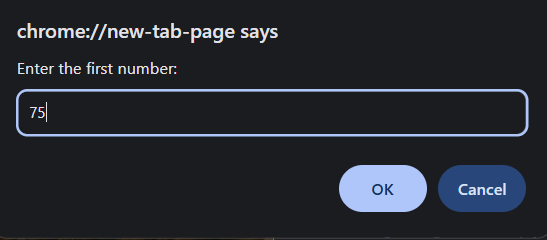 chrome://new-tab-page says
Enter the first number:
75
OK Cancel